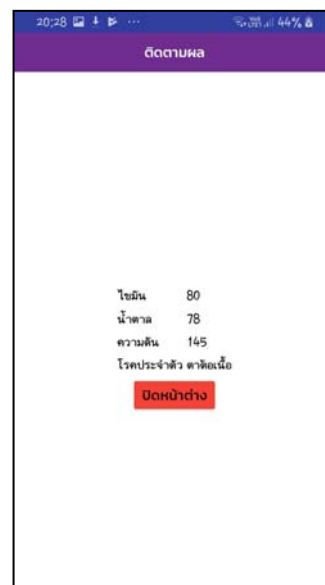 20:28 ... 44%
ติดตามผล
ไขมัน 80
น้ำตาล 78
ความดัน 145
โรคประจำตัว ตาต้อเนื้อ
ปิดหน้าต่าง